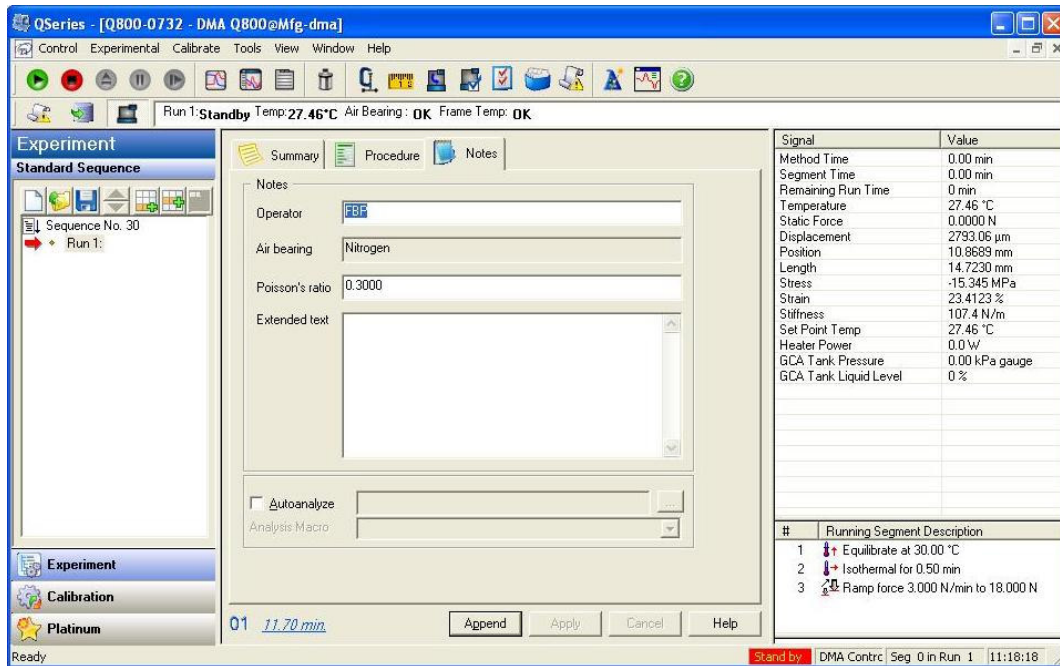 QSeries - [Q800-0732 - DMA Q800@Mfg-dma]
Control Experimental Calibrate Tools View Window Help
Run 1:Standby Temp:27.46°C Air Bearing : OK Frame Temp: OK
Experiment
Standard Sequence
Sequence No. 30
Run 1:
Experiment
Calibration
Platinum
Summary Procedure Notes
Notes
Operator FBP
Air bearing Nitrogen
Poisson's ratio 0.3000
Extended text
Autoanalyze ...
Analysis Macro
01 11.70 min.
Append Apply Cancel Help
Signal Value
Method Time 0.00 min
Segment Time 0.00 min
Remaining Run Time 0 min
Temperature 27.46 °C
Static Force 0.0000 N
Displacement 2793.06 µm
Position 10.8689 mm
Length 14.7230 mm
Stress -15.345 MPa
Strain 23.4123 %
Stiffness 107.4 N/m
Set Point Temp 27.46 °C
Heater Power 0.0 W
GCA Tank Pressure 0.00 kPa gauge
GCA Tank Liquid Level 0 %
# Running Segment Description
1 Equilibrate at 30.00 °C
2 Isothermal for 0.50 min
3 Ramp force 3.000 N/min to 18.000 N
Ready Stand by DMA Contrc Seg 0 in Run 1 11:18:18